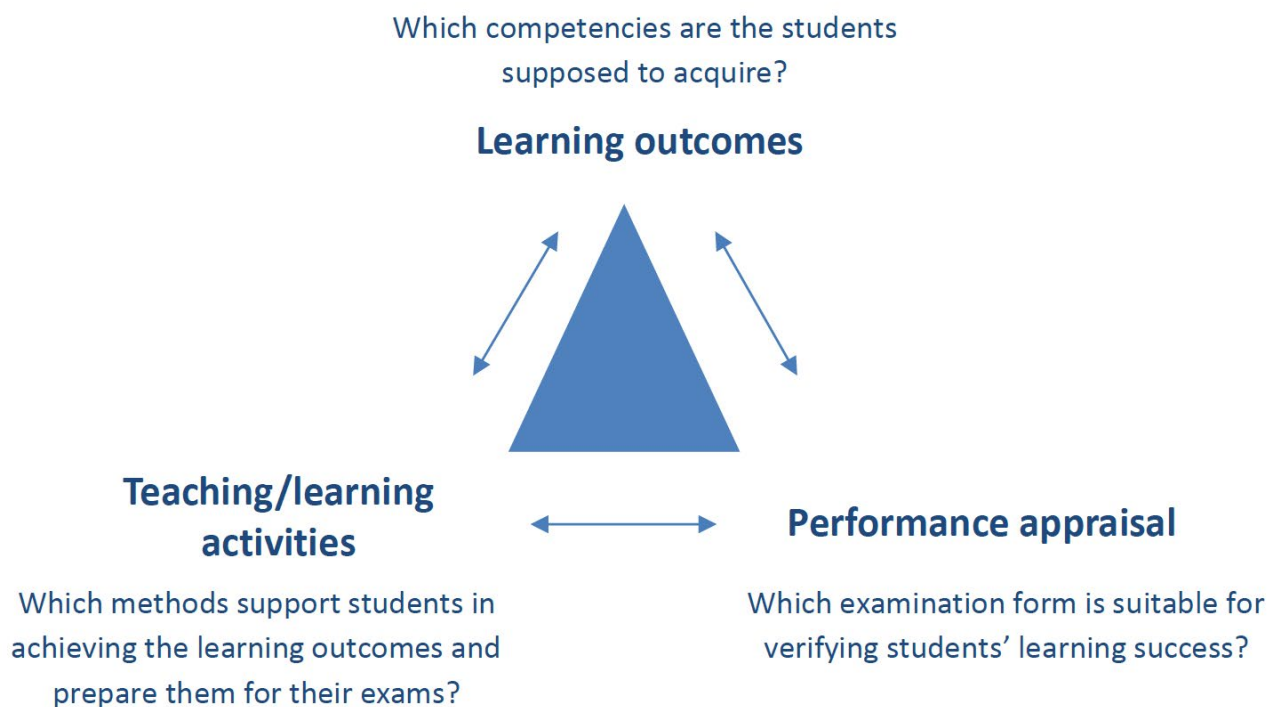 Which competencies are the students
supposed to acquire?
Learning outcomes
Teaching/learning
activities
Which methods support students in
achieving the learning outcomes and
prepare them for their exams?
Performance appraisal
Which examination form is suitable for
verifying students’ learning success?